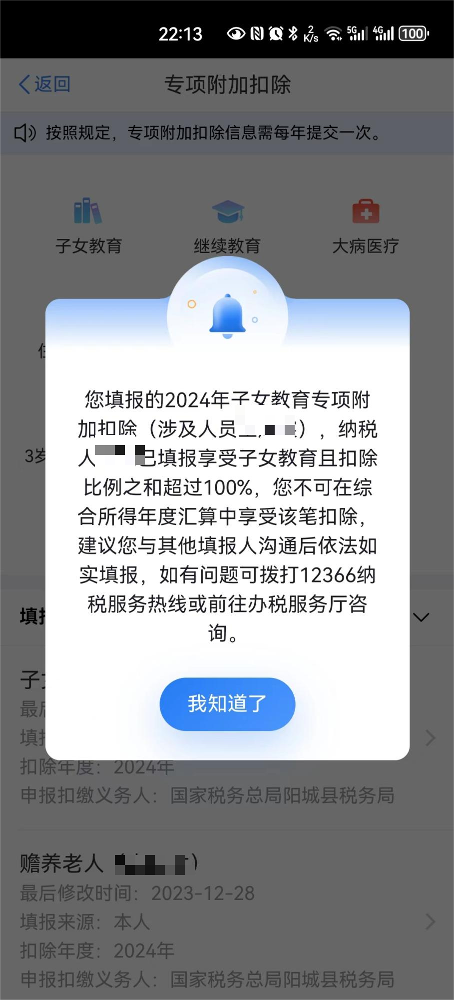 22:13
2
K/s
5G
4G
100
返回
专项附加扣除
按照规定，专项附加扣除信息需每年提交一次。
子女教育
继续教育
大病医疗
您填报的2024年子女教育专项附
加扣除（涉及人员），纳税
人已填报享受子女教育且扣除
比例之和超过100%，您不可在综
合所得年度汇算中享受该笔扣除，
建议您与其他填报人沟通后依法如
实填报，如有问题可拨打12366纳
税服务热线或前往办税服务厅咨
询。
3岁
填报
我知道了
扣除年度：2024年
申报扣缴义务人：国家税务总局阳城县税务局
赡养老人
最后修改时间：2023-12-28
填报来源：本人
扣除年度：2024年
申报扣缴义务人：国家税务总局阳城县税务局